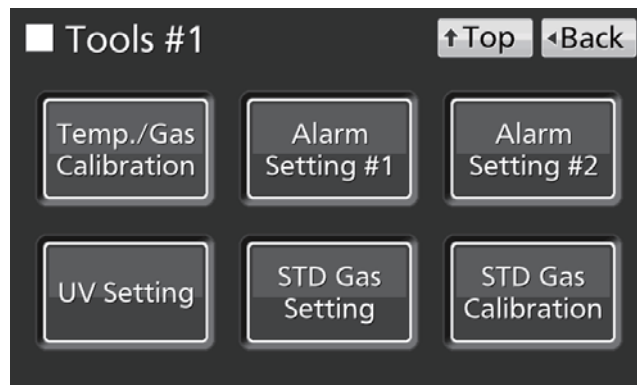 Tools #1
↑Top
◂Back
Temp./Gas
Calibration
Alarm
Setting #1
Alarm
Setting #2
UV Setting
STD Gas
Setting
STD Gas
Calibration